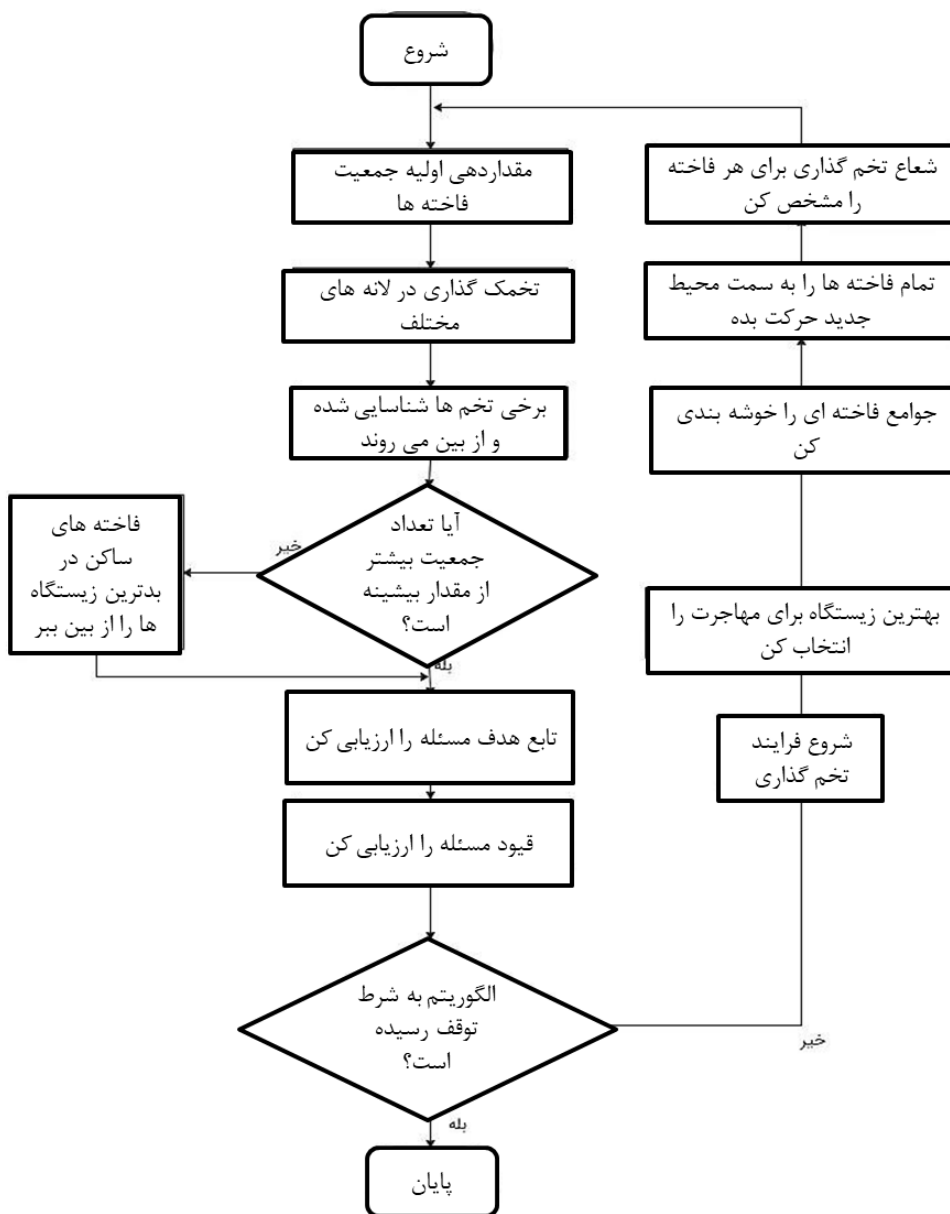 شروع
مقداردهی اولیه جمعیت
فاخته ها
تخمک گذاری در لانه های
مختلف
برخی تخم ها شناسایی شده
و از بین می روند
آیا تعداد
جمعیت بیشتر
از مقدار بیشینه
است؟
خیر
فاخته های
ساکن در
بدترین زیستگاه
ها را از بین ببر
بله
تابع هدف مسئله را ارزیابی کن
قیود مسئله را ارزیابی کن
الگوریتم به شرط
توقف رسیده
است؟
بله
پایان
خیر
شروع فرایند
تخم گذاری
بهترین زیستگاه برای مهاجرت را
انتخاب کن
جوامع فاخته ای را خوشه بندی
کن
تمام فاخته ها را به سمت محیط
جدید حرکت بده
شعاع تخم گذاری برای هر فاخته
را مشخص کن